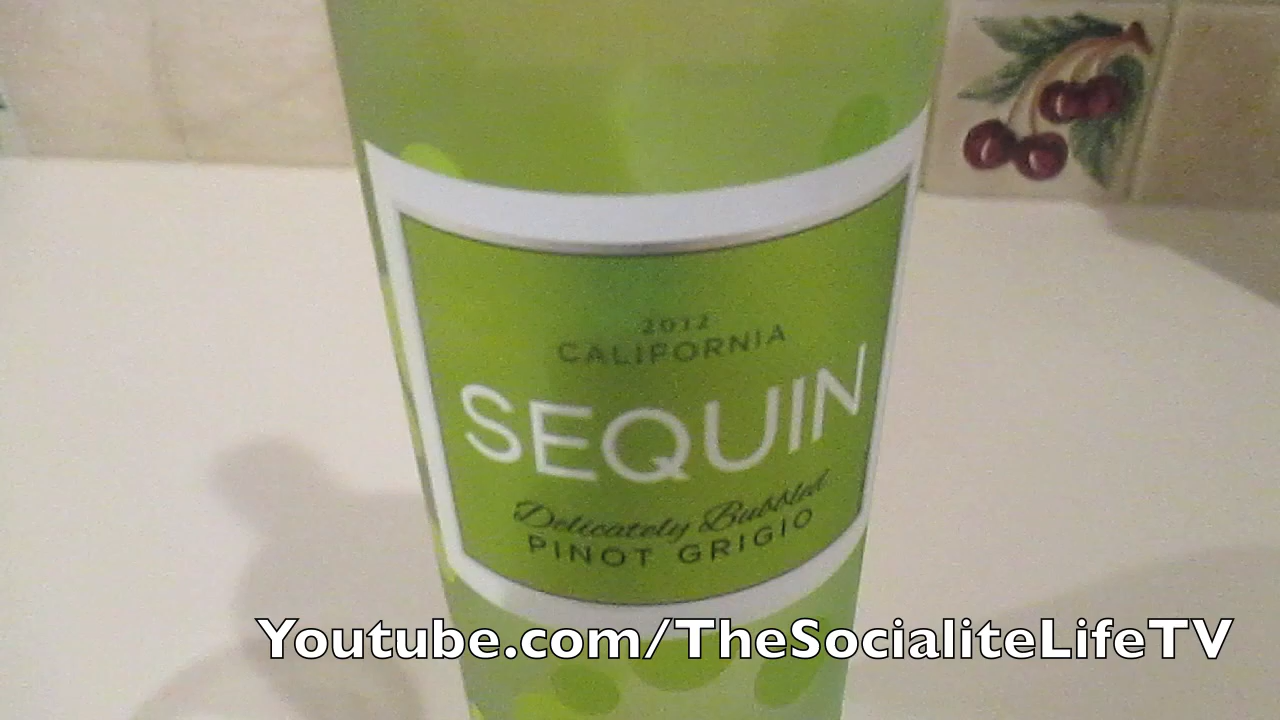 2012
CALIFORNIA
SEQUIN
Delicately Bubbled
PINOT GRIGIO
Youtube.com/TheSocialiteLifeTV